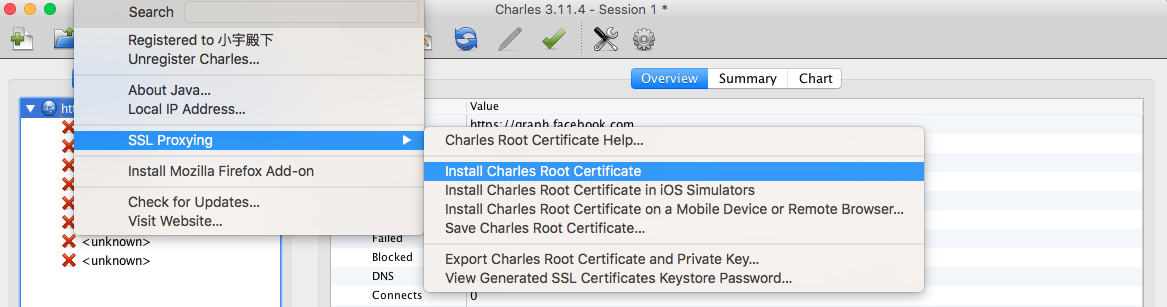 Charles 3.11.4 - Session 1 *
Search
Registered to 小宇殿下
Unregister Charles...
About Java...
Local IP Address...
SSL Proxying
Install Mozilla Firefox Add-on
Check for Updates...
Visit Website...
<unknown>
<unknown>
Overview
Summary
Chart
Value
https://graph.facebook.com
Charles Root Certificate Help...
Install Charles Root Certificate
Install Charles Root Certificate in iOS Simulators
Install Charles Root Certificate on a Mobile Device or Remote Browser...
Save Charles Root Certificate...
Export Charles Root Certificate and Private Key...
View Generated SSL Certificates Keystore Password...
Failed
Blocked
DNS
Connects
0